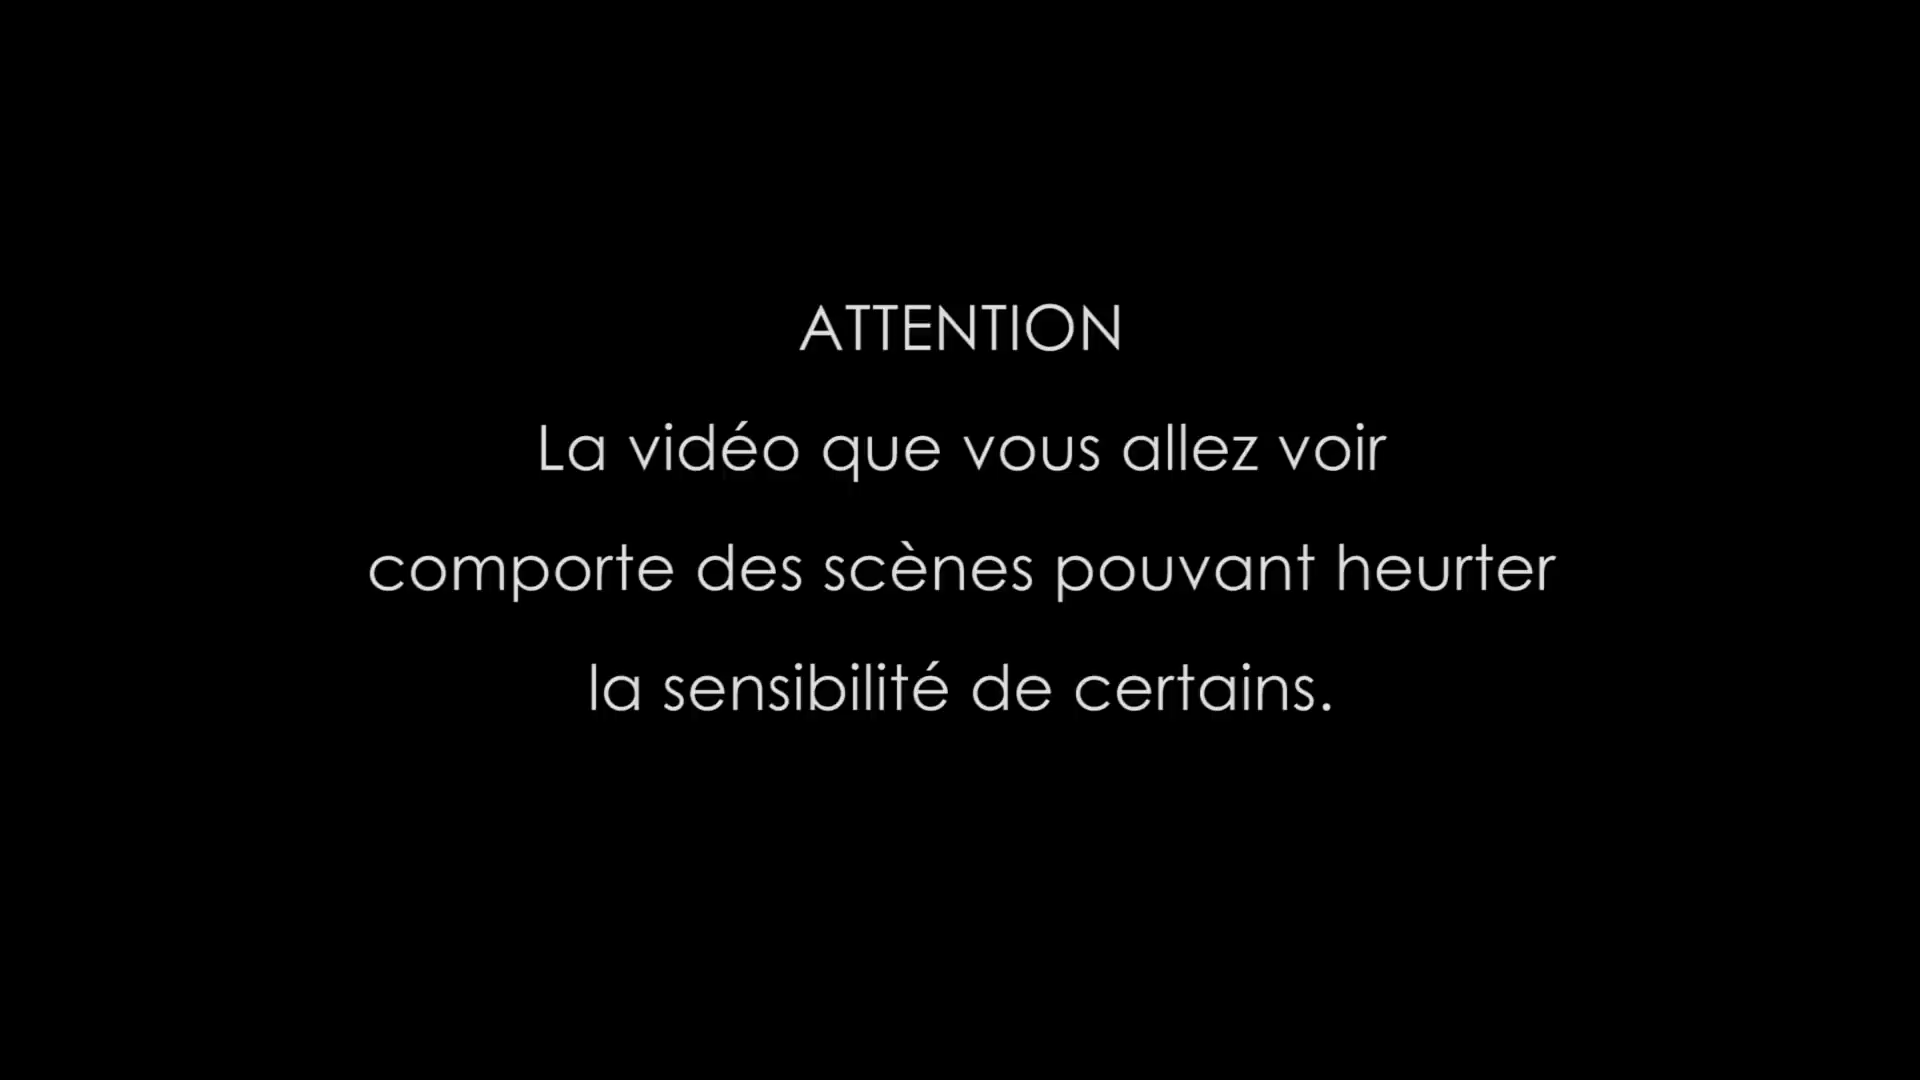 ATTENTION
La vidéo que vous allez voir
comporte des scènes pouvant heurter
la sensibilité de certains.